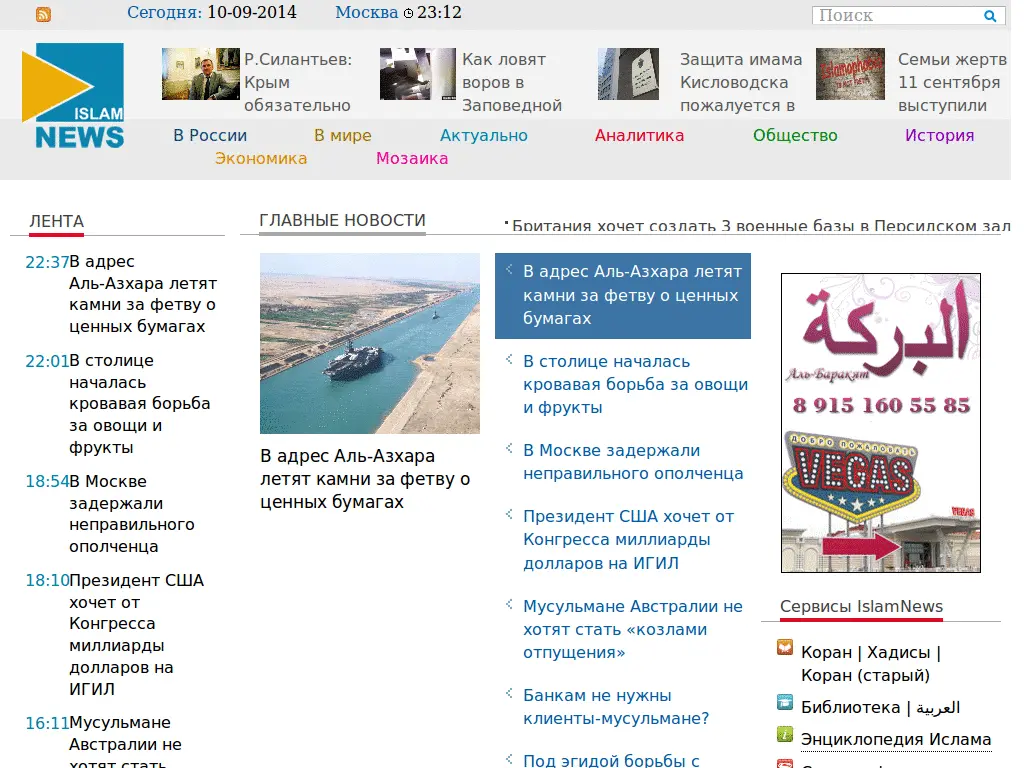 Сегодня: 10-09-2014 Москва 23:12
Поиск
ISLAM
NEWS
Р.Силантьев:
Крым
обязательно
Как ловят
воров в
Заповедной
Защита имама
Кисловодска
пожалуется в
Семьи жертв
11 сентября
выступили
В России В мире Актуально Аналитика Общество История
Экономика Мозаика
ЛЕНТА
22:37 В адрес
Аль-Азхара летят
камни за фетву о
ценных бумагах
22:01 В столице
началась
кровавая борьба
за овощи и
фрукты
18:54 В Москве
задержали
неправильного
ополченца
18:10 Президент США
хочет от
Конгресса
миллиарды
долларов на
ИГИЛ
16:11 Мусульмане
Австралии не
хотят стать
ГЛАВНЫЕ НОВОСТИ
Британия хочет создать 3 военные базы в Персидском зал
В адрес Аль-Азхара
летят камни за фетву о
ценных бумагах
В адрес Аль-Азхара летят
камни за фетву о ценных
бумагах
В столице началась
кровавая борьба за овощи
и фрукты
В Москве задержали
неправильного ополченца
Президент США хочет от
Конгресса миллиарды
долларов на ИГИЛ
Мусульмане Австралии не
хотят стать «козлами
отпущения»
Банкам не нужны
клиенты-мусульмане?
Под эгидой борьбы с
البركة
Аль-Баракят
8 915 160 55 85
ДОБРО ПОЖАЛОВАТЬ
VEGAS
VEGAS
Сервисы IslamNews
Коран | Хадисы |
Коран (старый)
Библиотека | العربية
Энциклопедия Ислама